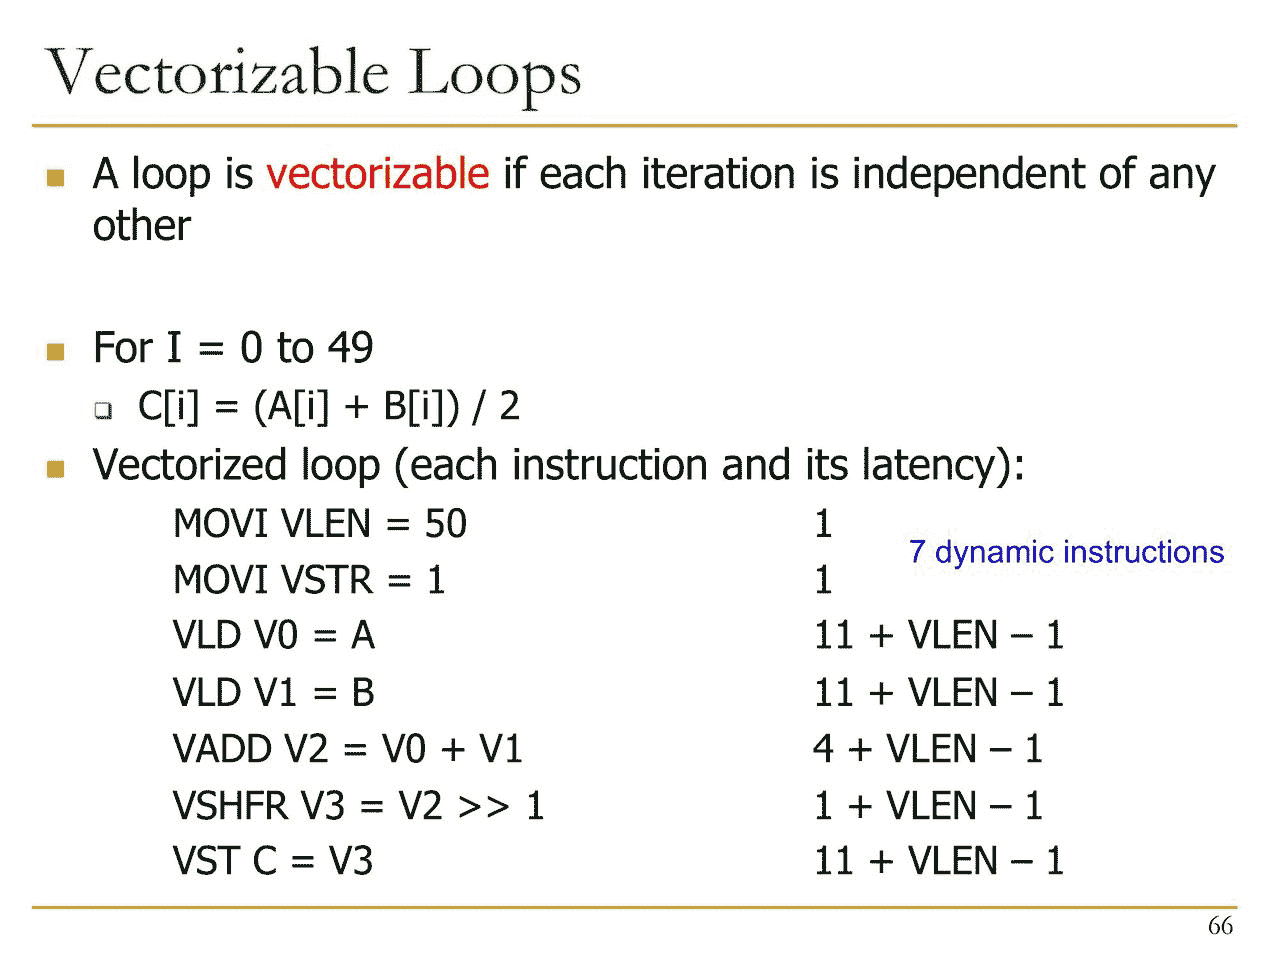 Vectorizable Loops
A loop is vectorizable if each iteration is independent of any
other
For I = 0 to 49
C[i] = (A[i] + B[i]) / 2
Vectorized loop (each instruction and its latency):
MOVI VLEN = 50 1
7 dynamic instructions
MOVI VSTR = 1 1
VLD V0 = A 11 + VLEN – 1
VLD V1 = B 11 + VLEN – 1
VADD V2 = V0 + V1 4 + VLEN – 1
VSHFR V3 = V2 >> 1 1 + VLEN – 1
VST C = V3 11 + VLEN – 1
66